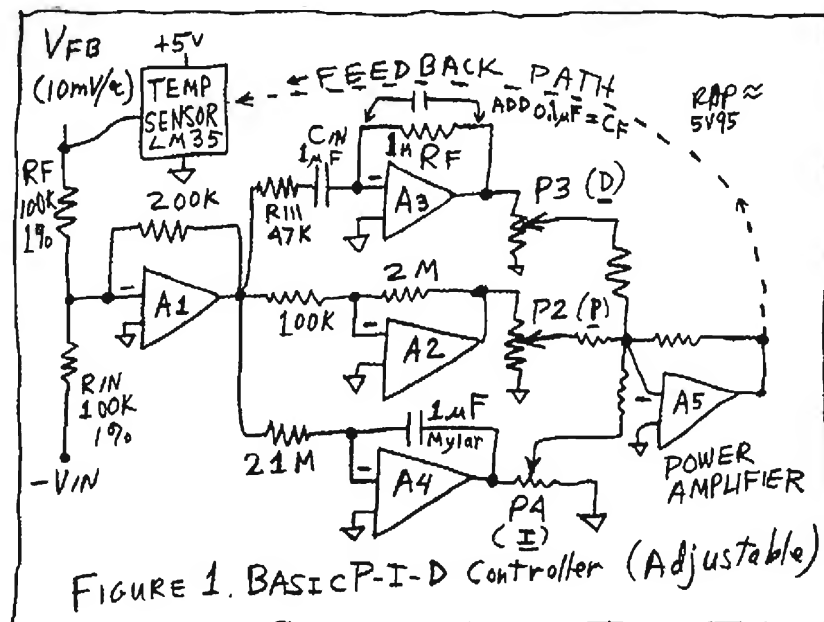 VFB
(10mV/°C)
+5V
TEMP
SENSOR
LM35
FEEDBACK PATH
ADD 0.1µF = CF
RAP ≈
5V95
RF
100K
1%
200K
CIN
1µF
1M RF
R111
47K
A3
P3 (D)
A1
100K
2M
A2
P2 (P)
RIN
100K
1%
-VIN
21M
1µF
Mylar
A4
P4
(I)
A5
POWER
AMPLIFIER
FIGURE 1. BASIC P-I-D Controller (Adjustable)